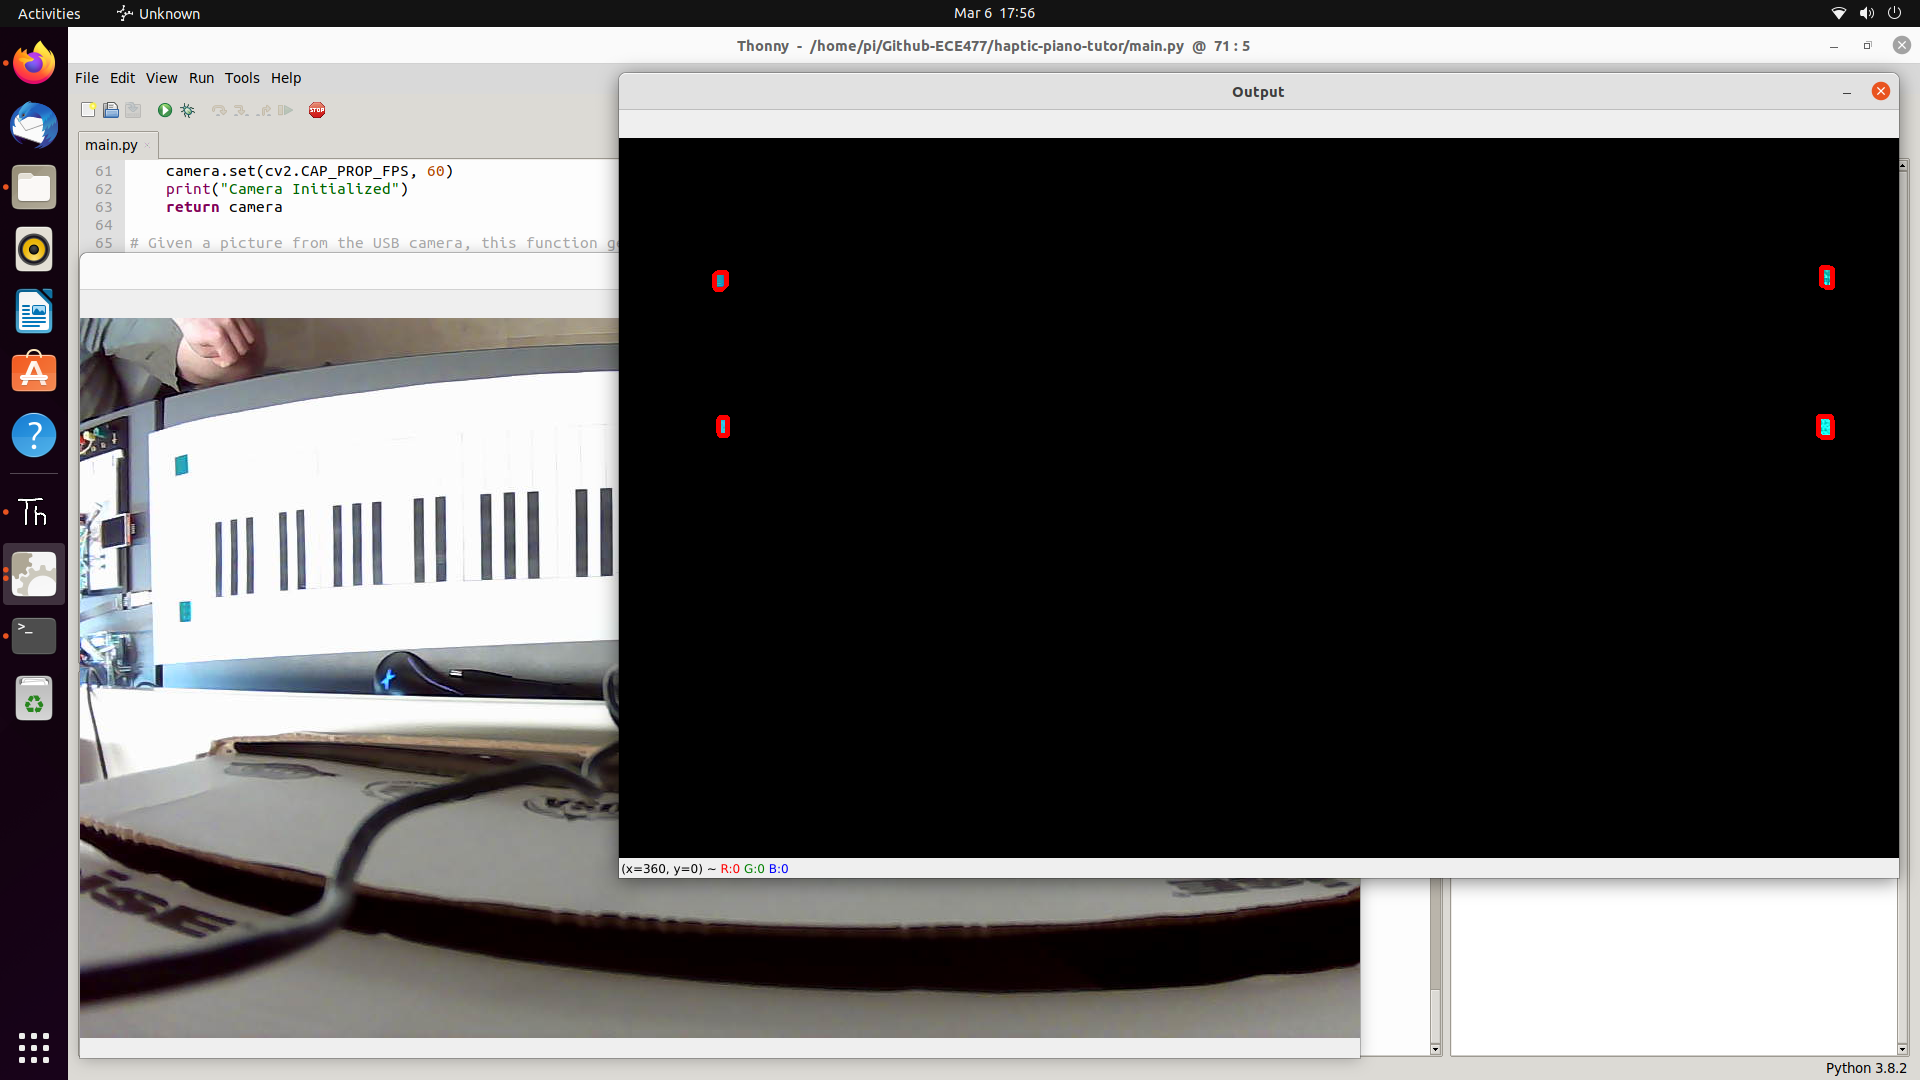 Activities
Unknown
Mar 6 17:56
Thonny - /home/pi/Github-ECE477/haptic-piano-tutor/main.py @ 71 : 5
File Edit View Run Tools Help
Output
STOP
main.py
61 camera.set(cv2.CAP_PROP_FPS, 60)
62 print("Camera Initialized")
63 return camera
64
65 # Given a picture from the USB camera, this function
Th
>_
(x=360, y=0) ~ R:0 G:0 B:0
Python 3.8.2